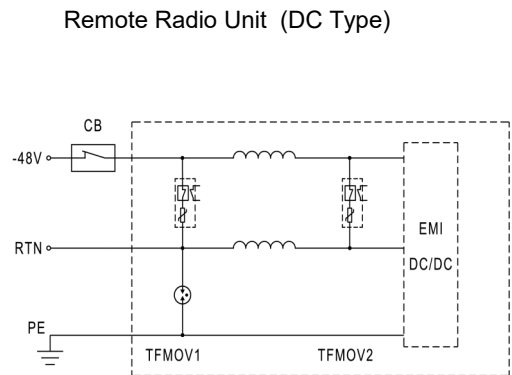 Remote Radio Unit (DC Type)
CB
-48V
RTN
EMI
DC/DC
PE
TFMOV1
TFMOV2